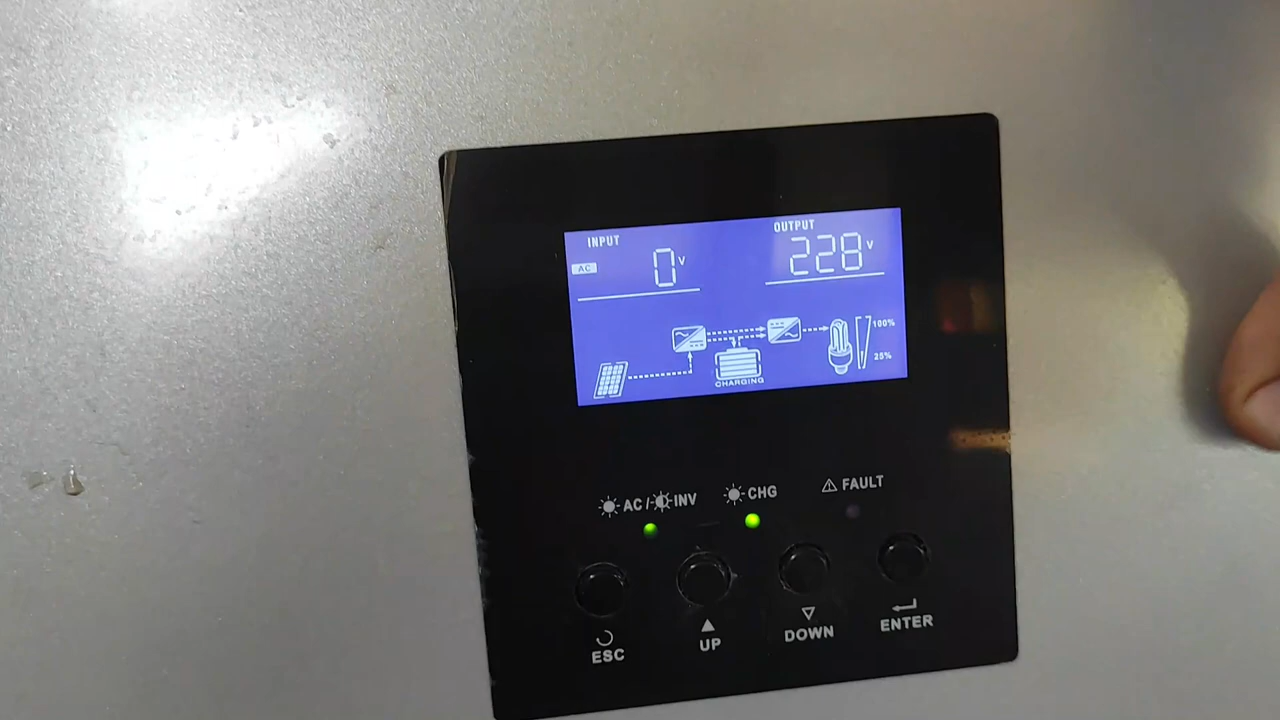 INPUT
OUTPUT
AC
0V
228V
100%
25%
CHARGING
AC / INV
CHG
FAULT
ESC
UP
DOWN
ENTER